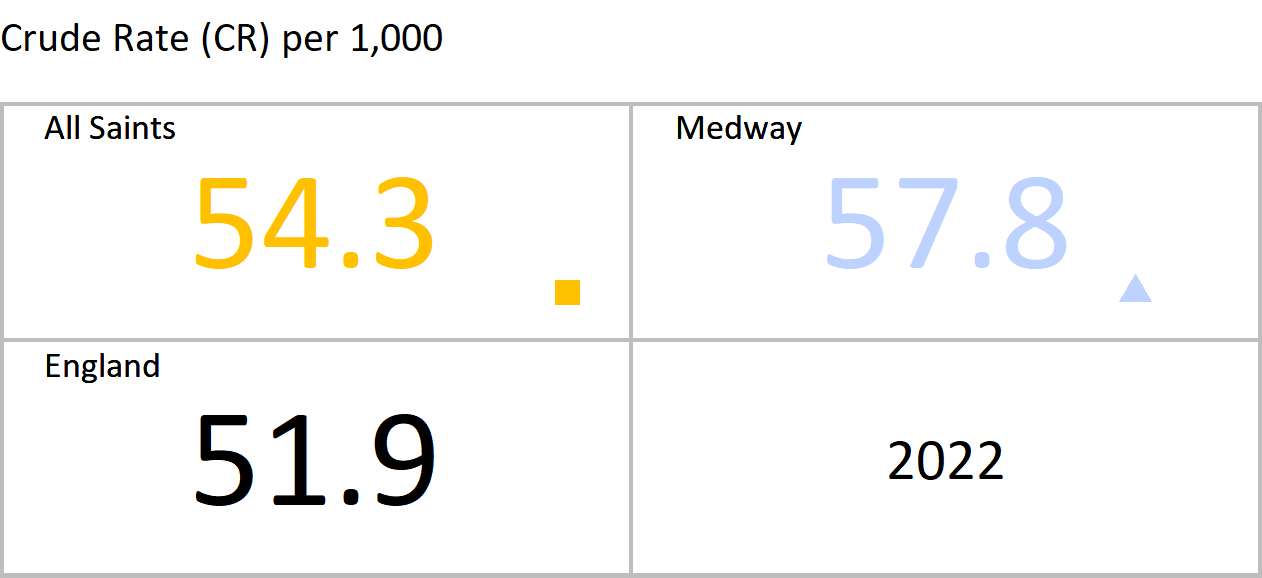 Crude Rate (CR) per 1,000
All Saints
54.3
Medway
57.8
England
51.9
2022